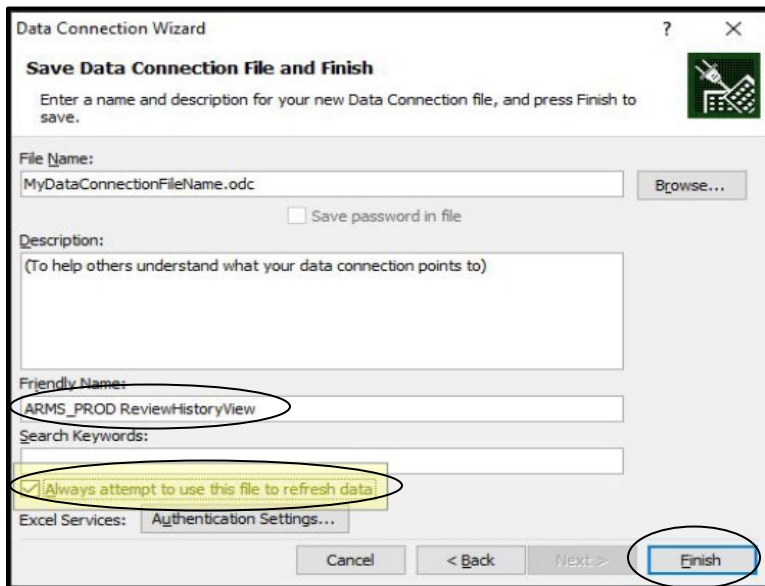 Data Connection Wizard
?
Save Data Connection File and Finish
Enter a name and description for your new Data Connection file, and press Finish to
save.
File Name:
MyDataConnectionFileName.odc
Browse...
Save password in file
Description:
(To help others understand what your data connection points to)
Friendly Name:
ARMS_PROD ReviewHistoryView
Search Keywords:
Always attempt to use this file to refresh data
Excel Services: Authentication Settings...
Cancel < Back Next > Finish